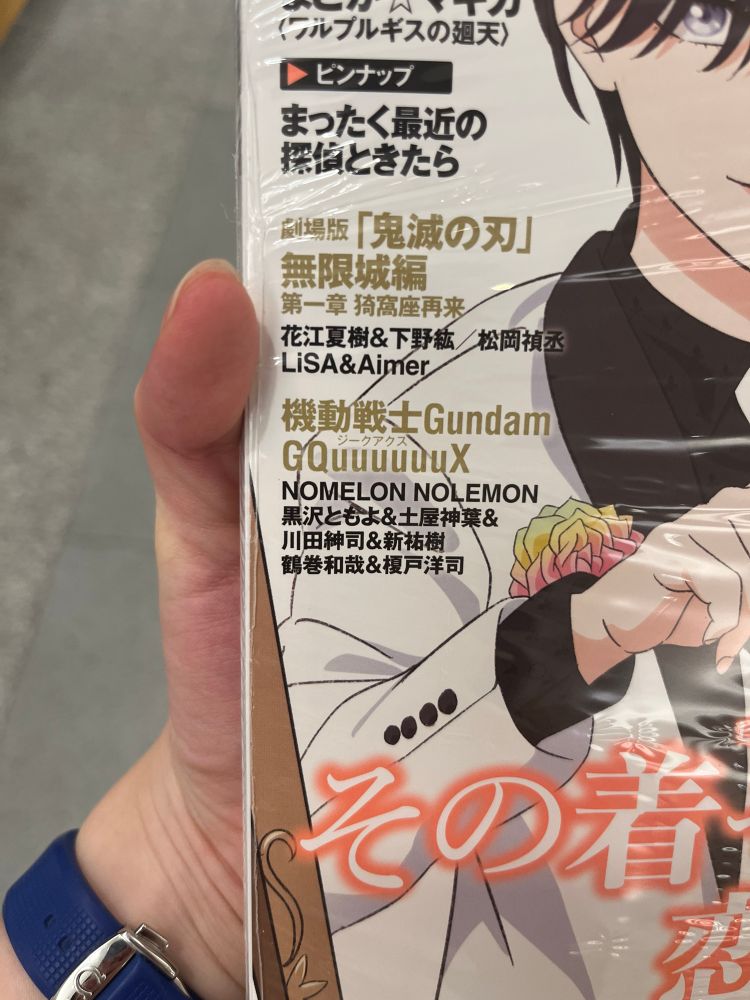 まどか☆マギカ
〈ワルプルギスの廻天〉
ピンナップ
まったく最近の
探偵ときたら
劇場版「鬼滅の刃」
無限城編
第一章 猗窩座再来
花江夏樹&下野紘/松岡禎丞
LiSA&Aimer
機動戦士Gundam
ジークアクス
GQuuuuuuX
NOMELON NOLEMON
黒沢ともよ&土屋神葉&
川田紳司&新祐樹
鶴巻和哉&榎戸洋司
その着
恋